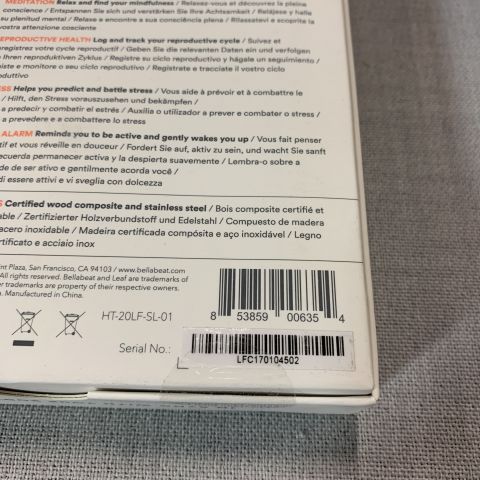 MEDITATION Relax and find your mindfulness / Relaxez-vous et découvrez la pleine
conscience / Entspannen Sie sich und verstärken Sie Ihre Achtsamkeit / Relájese y halla
su plenitud mental / Relaxe e encontre a sua consciência plena / Rilassatevi e scoprite la
vostra attenzione cosciente
REPRODUCTIVE HEALTH Log and track your reproductive cycle / Suivez et
enregistrez votre cycle reproductif / Geben Sie die relevanten Daten ein und verfolgen
Ihren reproduktiven Zyklus / Registre su ciclo reproductivo y hágale un seguimiento /
e monitore o seu ciclo reprodutivo / Registrate e tracciate il vostro ciclo
Helps you predict and battle stress / Vous aide à prévoir et à combattre le
/ Hilft, den Stress vorauszusehen und bekämpfen /
a predecir y combatir el estrés / Auxilia o utilizador a prever e combater o stress /
a prevedere e a combattere lo stress
ALARM Reminds you to be active and gently wakes you up / Vous fait penser
et vous réveille en douceur / Fordert Sie auf, aktiv zu sein, und wacht Sie sanft
permanecer activa y la despierta suavemente / Lembra-o sobre a
ativo e gentilmente acorda você /
di essere attivi e vi sveglia con dolcezza
Certified wood composite and stainless steel / Bois composite certifié et
/ Zertifizierter Holzverbundstoff und Edelstahl / Compuesto de madera
acero inoxidable / Madeira certificada compósita e aço inoxidável / Legno
e acciaio inox
Plaza, San Francisco, CA 94103 / www.bellabeat.com
All rights reserved. Bellabeat and Leaf are trademarks of
trademarks are property of their respective owners.
Manufactured in China.
HT-20LF-SL-01
8 53859 00635 4
Serial No.:
LFC170104502